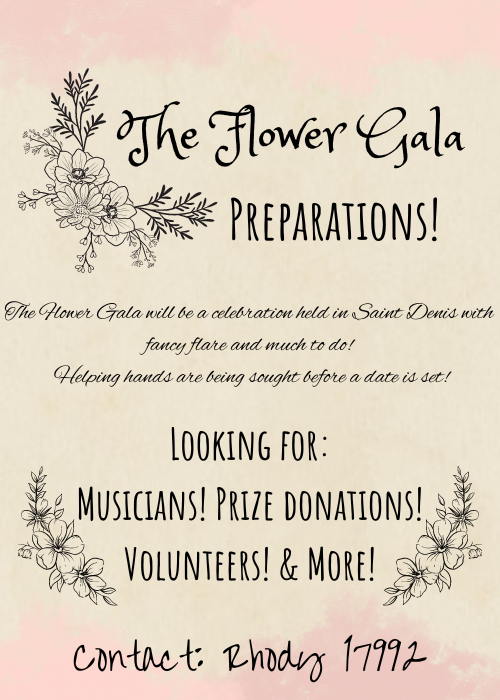 The Flower Gala
Preparations!
The Flower Gala will be a celebration held in Saint Denis with
fancy flare and much to do!
Helping hands are being sought before a date is set!
Looking for:
Musicians! Prize donations!
Volunteers! & More!
Contact: Rhody 17992